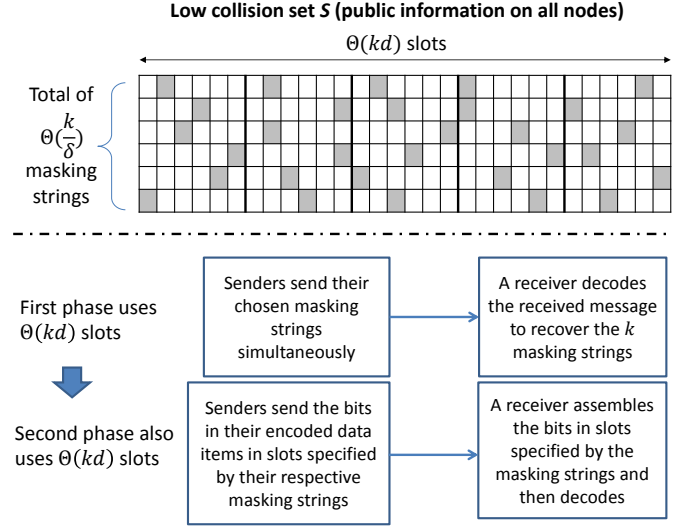 Low collision set S (public information on all nodes)
Θ(kd) slots
Total of
Θ(k/δ)
masking
strings
First phase uses
Θ(kd) slots
Senders send their
chosen masking
strings
simultaneously
A receiver decodes
the received message
to recover the k
masking strings
Second phase also
uses Θ(kd) slots
Senders send the bits
in their encoded data
items in slots specified
by their respective
masking strings
A receiver assembles
the bits in slots
specified by the
masking strings and
then decodes